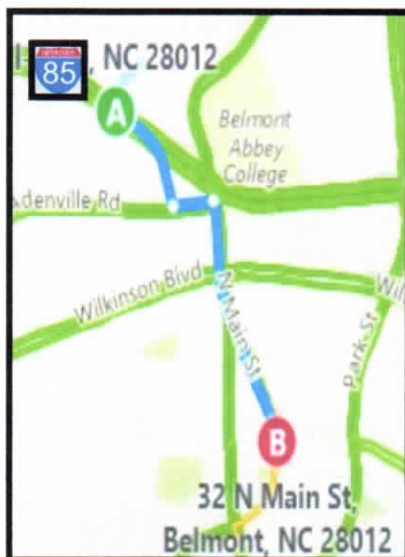 , NC 28012
85
A
Belmont
Abbey
College
denville Rd
Wilkinson Blvd
Wil
N Main St
Park St
B
32 N Main St,
Belmont, NC 28012